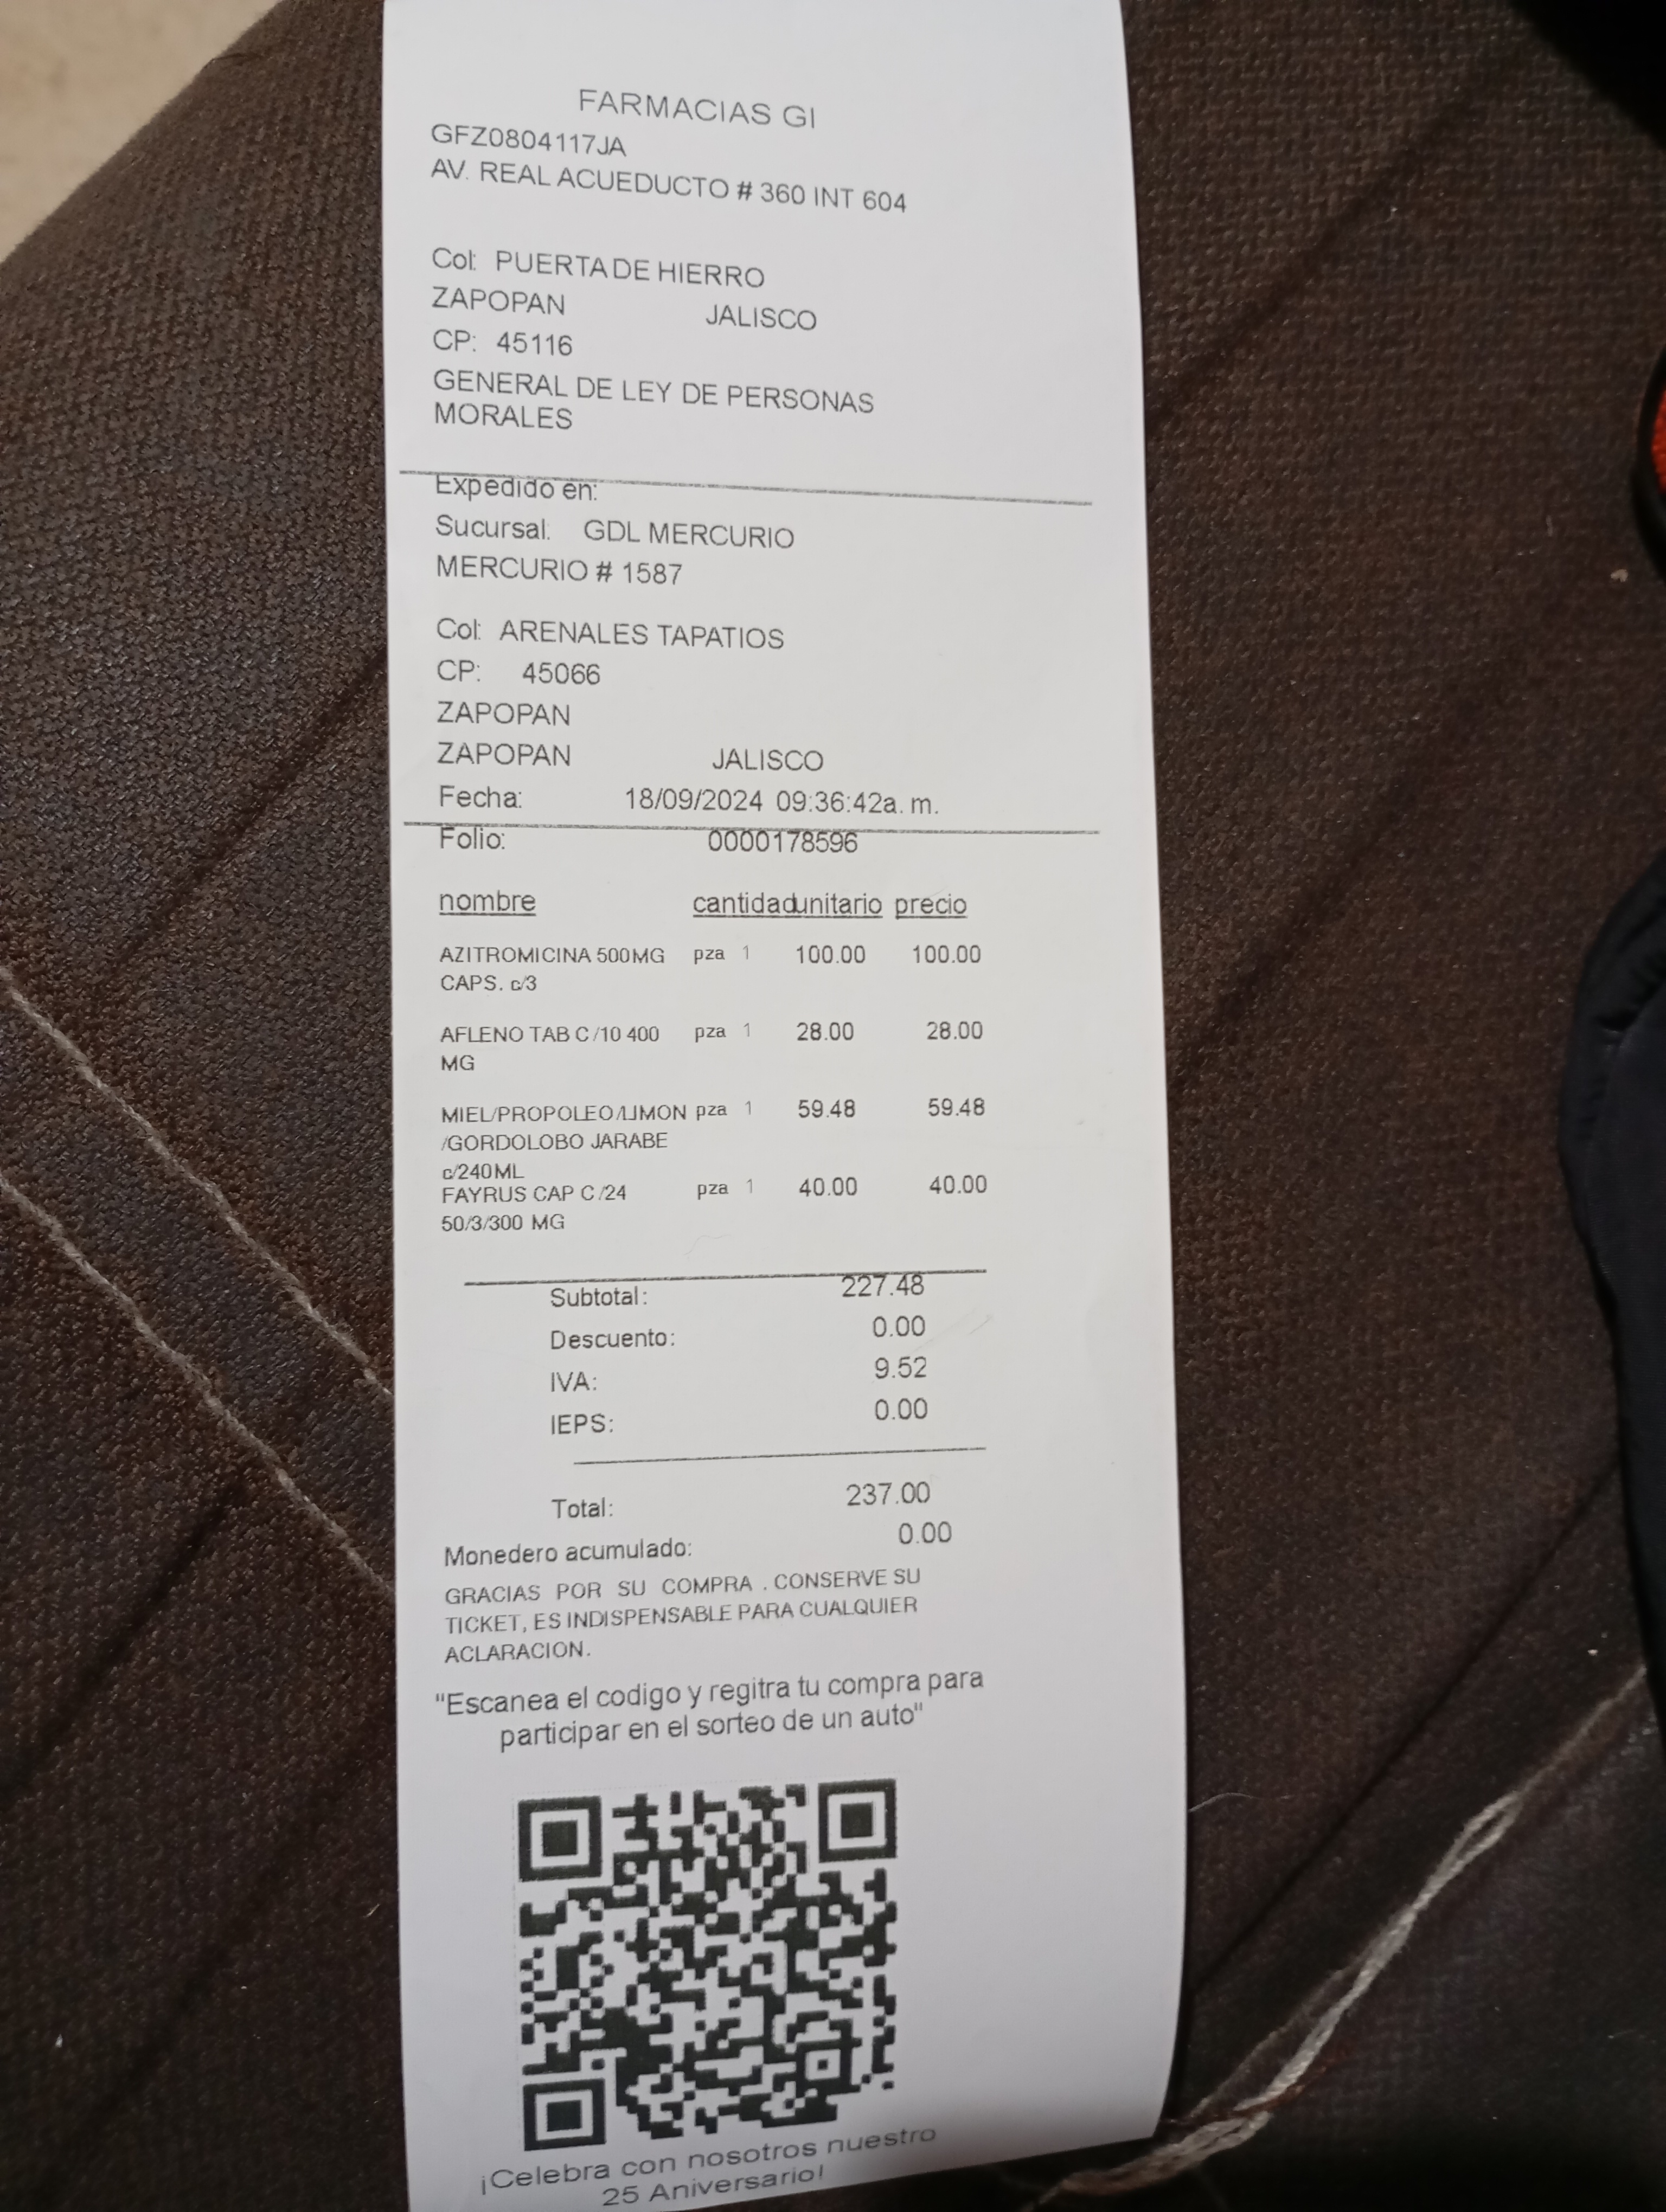 FARMACIAS GI
GFZ0804117JA
AV. REAL ACUEDUCTO # 360 INT 604
Col: PUERTA DE HIERRO
ZAPOPAN JALISCO
CP: 45116
GENERAL DE LEY DE PERSONAS
MORALES
Expedido en:
Sucursal: GDL MERCURIO
MERCURIO # 1587
Col: ARENALES TAPATIOS
CP: 45066
ZAPOPAN
ZAPOPAN JALISCO
Fecha: 18/09/2024 09:36:42a. m.
Folio: 0000178596
nombre cantidad unitario precio
AZITROMICINA 500MG pza 1 100.00 100.00
CAPS. c/3
AFLENO TAB C/10 400 pza 1 28.00 28.00
MG
MIEL/PROPOLEO/LIMON pza 1 59.48 59.48
/GORDOLOBO JARABE
c/240ML
FAYRUS CAP C/24 pza 1 40.00 40.00
50/3/300 MG
Subtotal: 227.48
Descuento: 0.00
IVA: 9.52
IEPS: 0.00
Total: 237.00
Monedero acumulado: 0.00
GRACIAS POR SU COMPRA . CONSERVE SU
TICKET, ES INDISPENSABLE PARA CUALQUIER
ACLARACION.
"Escanea el codigo y regitra tu compra para
participar en el sorteo de un auto"
¡Celebra con nosotros nuestro
25 Aniversario!